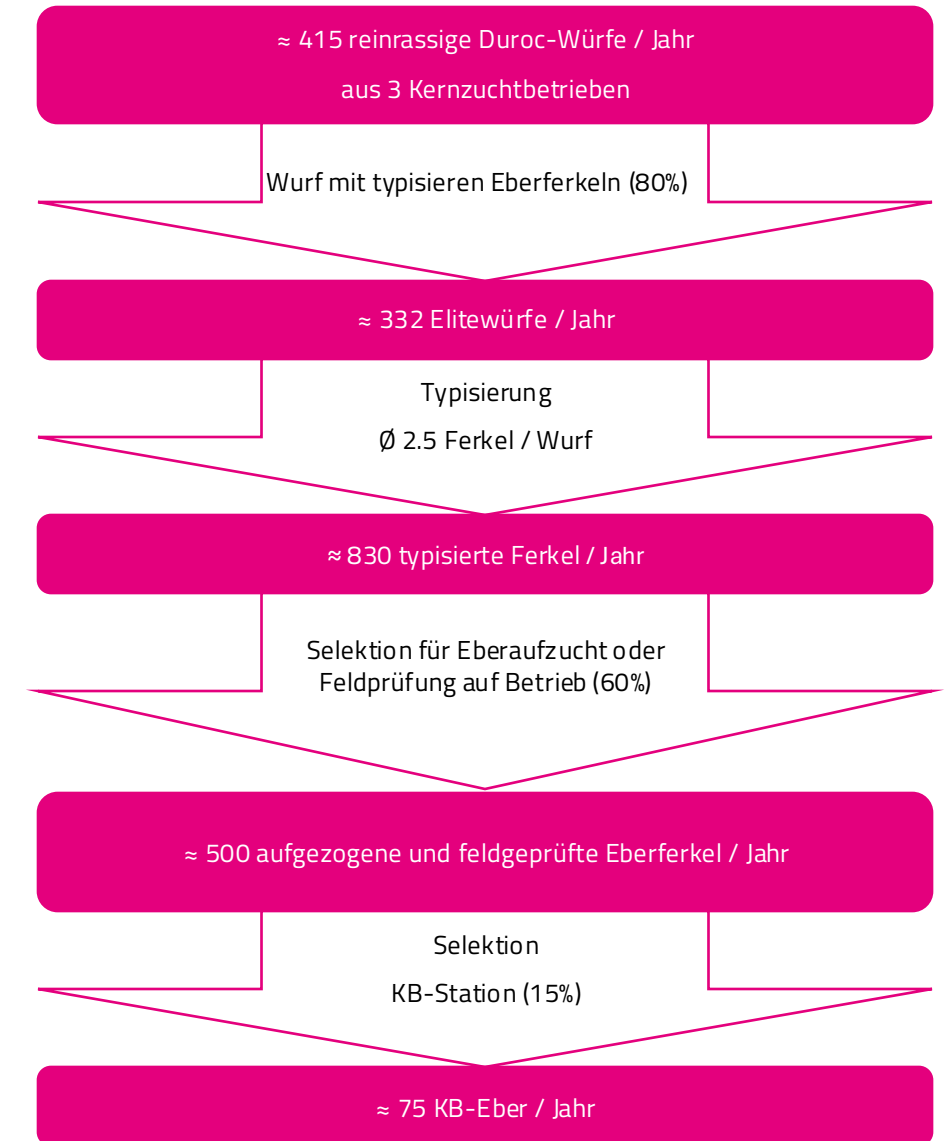 ≈ 415 reinrassige Duroc-Würfe / Jahr
aus 3 Kernzuchtbetrieben
Wurf mit typisieren Eberferkeln (80%)
≈ 332 Elitewürfe / Jahr
Typisierung
Ø 2.5 Ferkel / Wurf
≈ 830 typisierte Ferkel / Jahr
Selektion für Eberaufzucht oder
Feldprüfung auf Betrieb (60%)
≈ 500 aufgezogene und feldgeprüfte Eberferkel / Jahr
Selektion
KB-Station (15%)
≈ 75 KB-Eber / Jahr